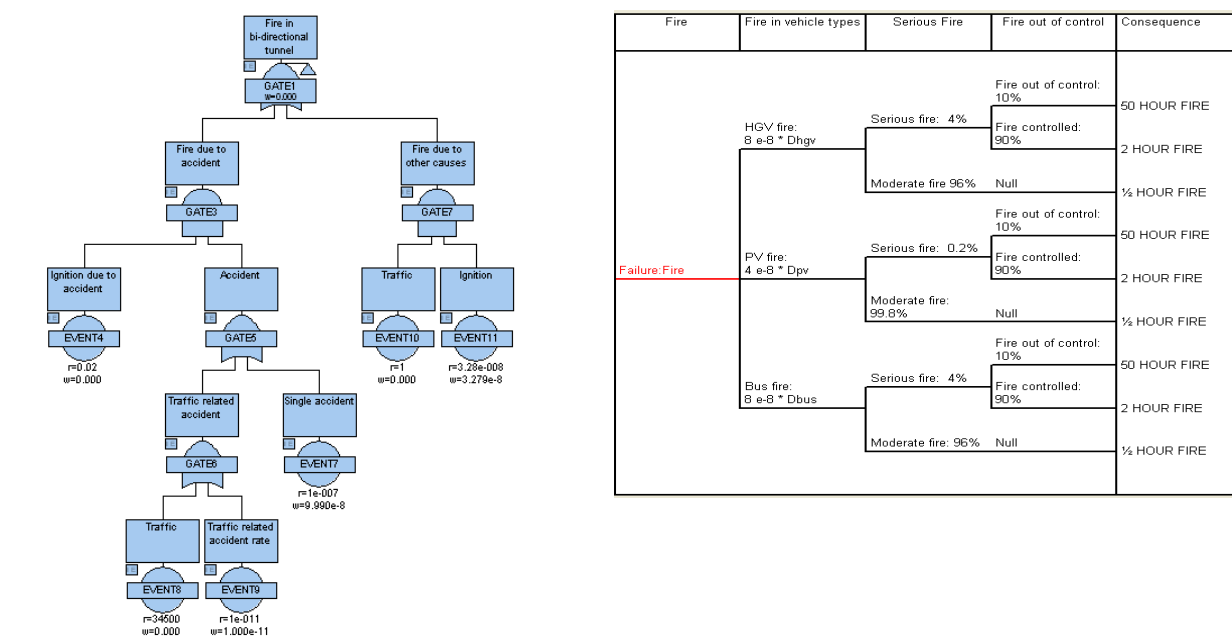 Fire in
bi-directional
tunnel
GATE1
w=0.000
Fire due to
accident
GATE3
Fire due to
other causes
GATE7
Ignition due to
accident
EVENT4
r=0.02
w=0.000
Accident
GATE5
Traffic
EVENT10
r=1
w=0.000
Ignition
EVENT11
r=3.28e-008
w=3.279e-8
Traffic related
accident
GATE6
Single accident
EVENT7
r=1e-007
w=9.990e-8
Traffic
EVENT8
r=34500
w=0.000
Traffic related
accident rate
EVENT9
r=1e-011
w=1.000e-11
Fire
Fire in vehicle types
Serious Fire
Fire out of control
Consequence
Failure:Fire
HGV fire:
8 e-8 * Dhgv
Serious fire: 4%
Fire out of control:
10%
50 HOUR FIRE
Fire controlled:
90%
2 HOUR FIRE
Moderate fire 96%
Null
½ HOUR FIRE
PV fire:
4 e-8 * Dpv
Serious fire: 0.2%
Fire out of control:
10%
50 HOUR FIRE
Fire controlled:
90%
2 HOUR FIRE
Moderate fire:
99.8%
Null
½ HOUR FIRE
Bus fire:
8 e-8 * Dbus
Serious fire: 4%
Fire out of control:
10%
50 HOUR FIRE
Fire controlled:
90%
2 HOUR FIRE
Moderate fire: 96%
Null
½ HOUR FIRE